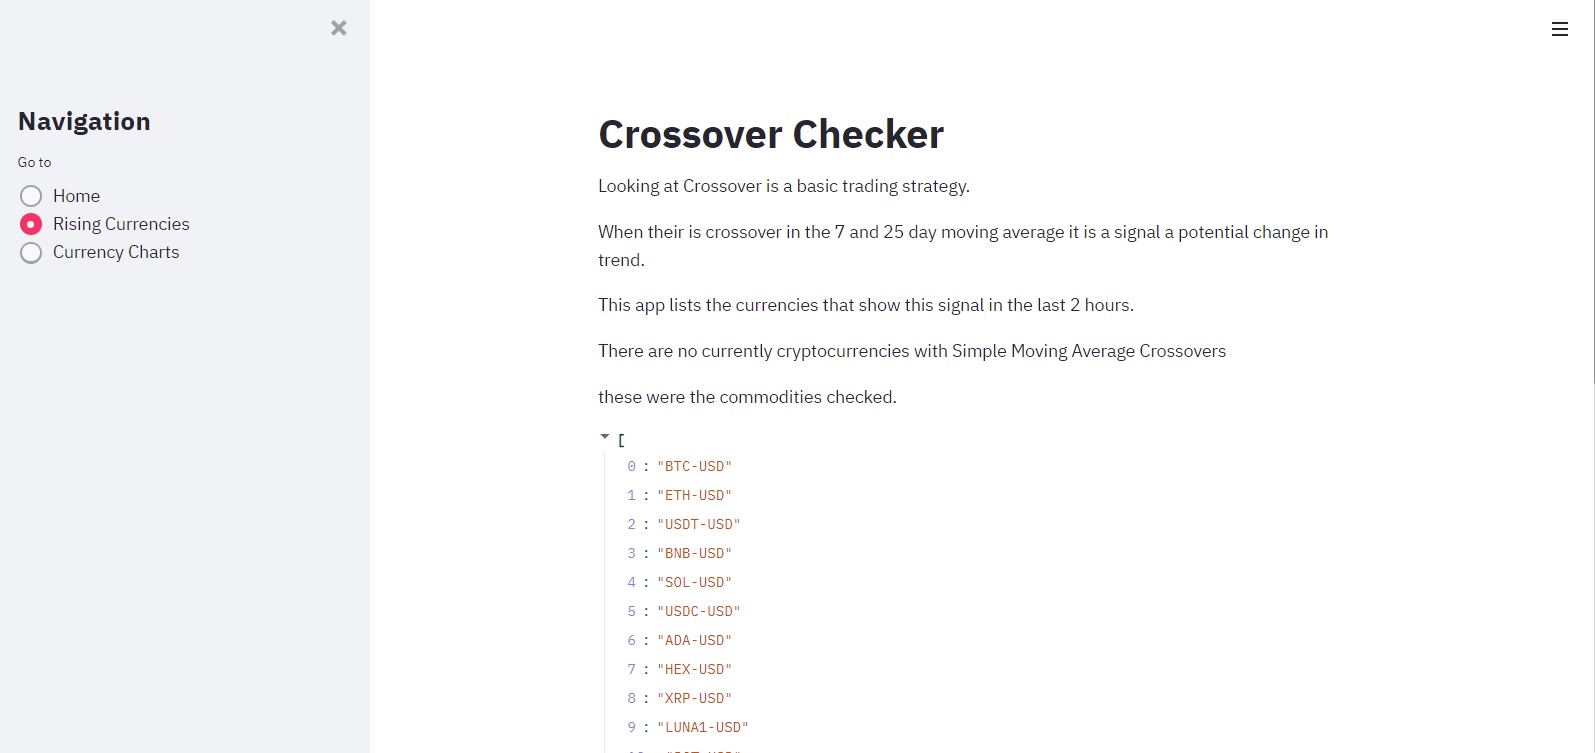 Navigation
Go to
Home
Rising Currencies
Currency Charts
Crossover Checker
Looking at Crossover is a basic trading strategy.
When their is crossover in the 7 and 25 day moving average it is a signal a potential change in
trend.
This app lists the currencies that show this signal in the last 2 hours.
There are no currently cryptocurrencies with Simple Moving Average Crossovers
these were the commodities checked.
[
0 : "BTC-USD"
1 : "ETH-USD"
2 : "USDT-USD"
3 : "BNB-USD"
4 : "SOL-USD"
5 : "USDC-USD"
6 : "ADA-USD"
7 : "HEX-USD"
8 : "XRP-USD"
9 : "LUNA1-USD"